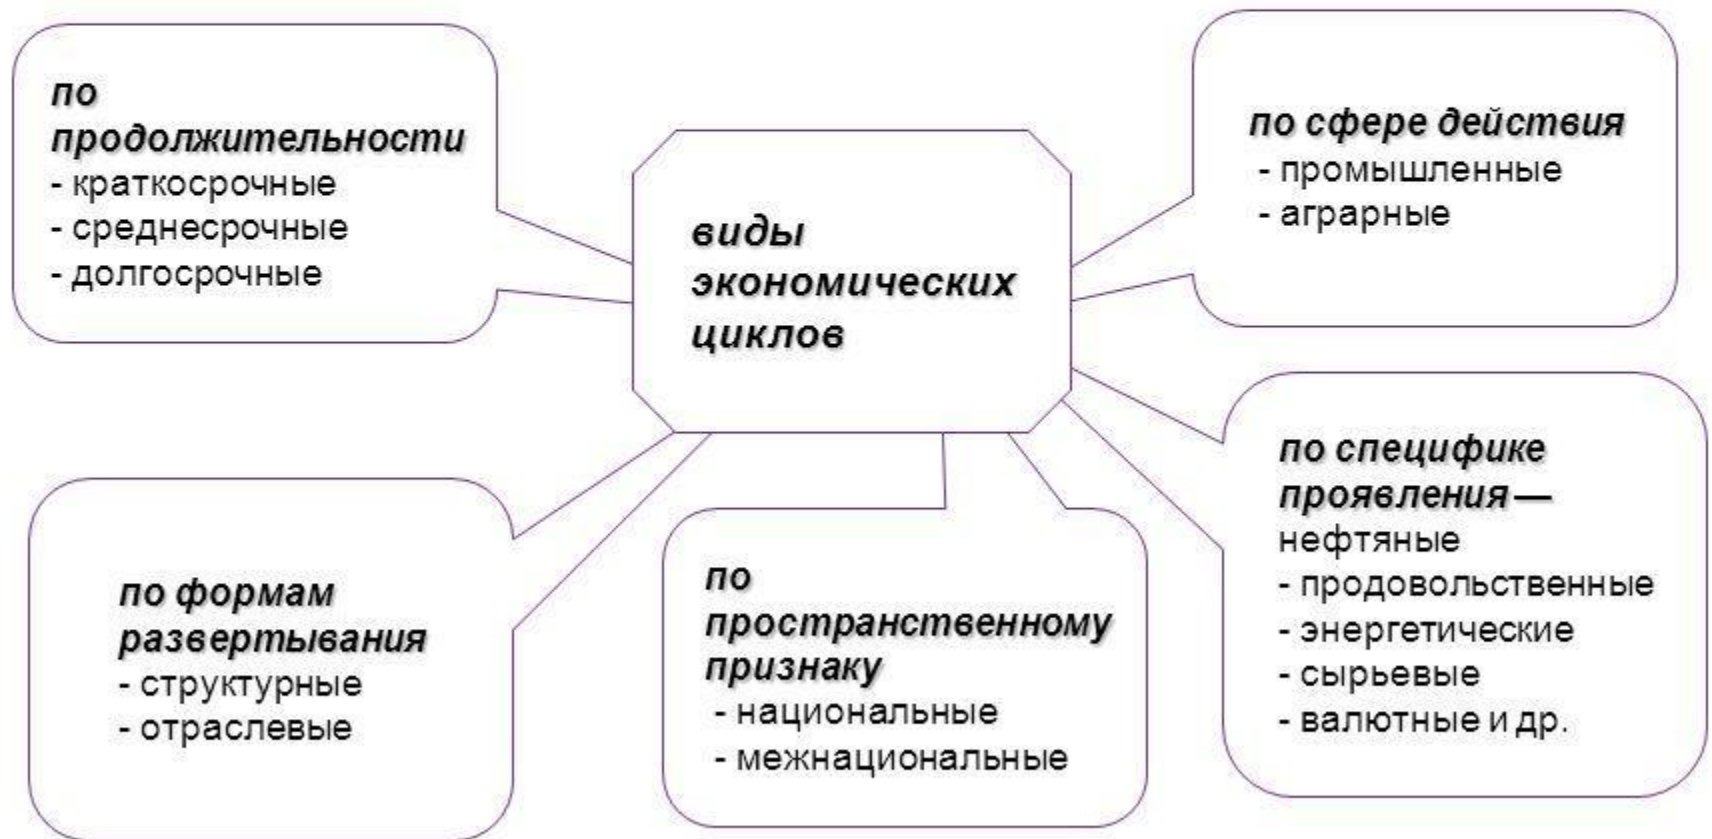 по
продолжительности
- краткосрочные
- среднесрочные
- долгосрочные
виды
экономических
циклов
по сфере действия
- промышленные
- аграрные
по формам
развертывания
- структурные
- отраслевые
по
пространственному
признаку
- национальные
- межнациональные
по специфике
проявления —
нефтяные
- продовольственные
- энергетические
- сырьевые
- валютные и др.